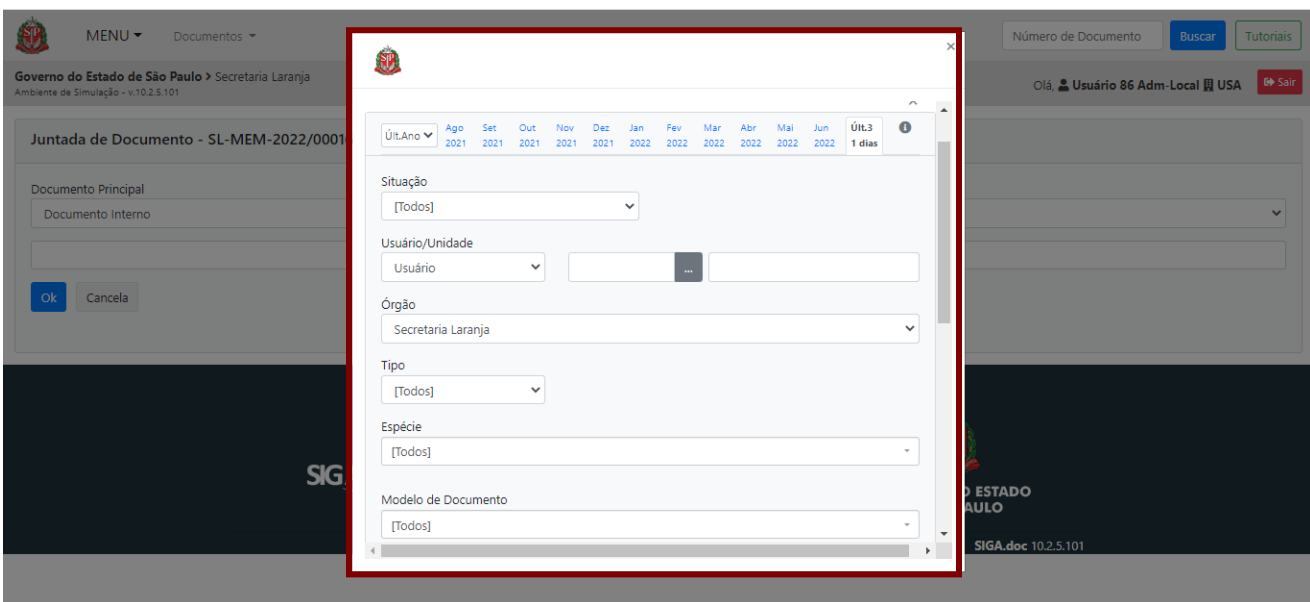 MENU Documentos Número de Documento Buscar Tutoriais
Governo do Estado de São Paulo > Secretaria Laranja
Ambiente de Simulação - v.10.2.5.101
Olá, Usuário 86 Adm-Local USA Sair
Juntada de Documento - SL-MEM-2022/0001
Documento Principal
Documento Interno
Ok Cancela
×
Últ.Ano Ago Set Out Nov Dez Jan Fev Mar Abr Mai Jun Últ.3
2021 2021 2021 2021 2021 2022 2022 2022 2022 2022 2022 1 dias
Situação
[Todos]
Usuário/Unidade
Usuário ...
Órgão
Secretaria Laranja
Tipo
[Todos]
Espécie
[Todos]
Modelo de Documento
[Todos]
SIG
ESTADO
AULO
SIGA.doc 10.2.5.101